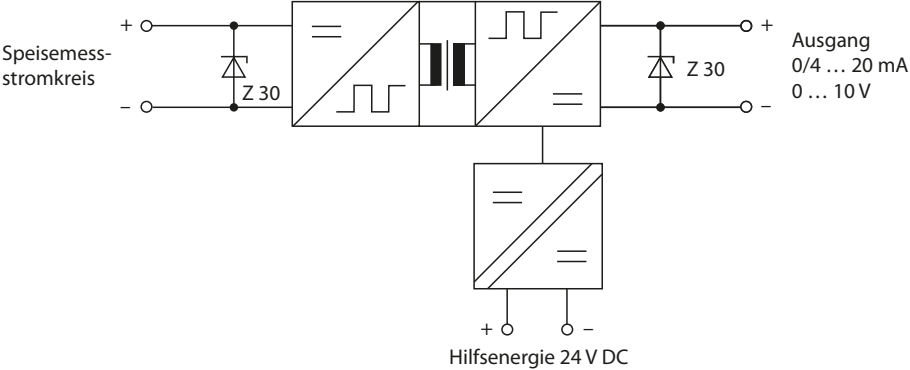 +
+
Speisemess-
stromkreis
Z 30
Z 30
Ausgang
0/4 … 20 mA
0 … 10 V
–
–
+
–
Hilfsenergie 24 V DC